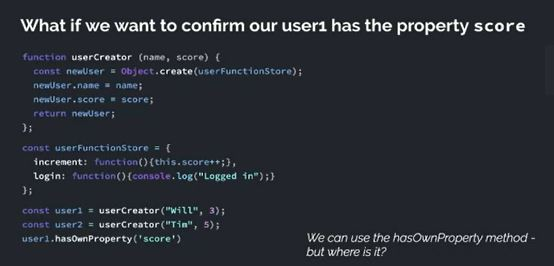 What if we want to confirm our user1 has the property score
function userCreator (name, score) {
const newUser = Object.create(userFunctionStore);
newUser.name = name;
newUser.score = score;
return newUser;
};
const userFunctionStore = {
increment: function(){this.score++;},
login: function(){console.log("Logged in");}
};
const user1 = userCreator("Will", 3);
const user2 = userCreator("Tim", 5);
user1.hasOwnProperty('score')
We can use the hasOwnProperty method -
but where is it?